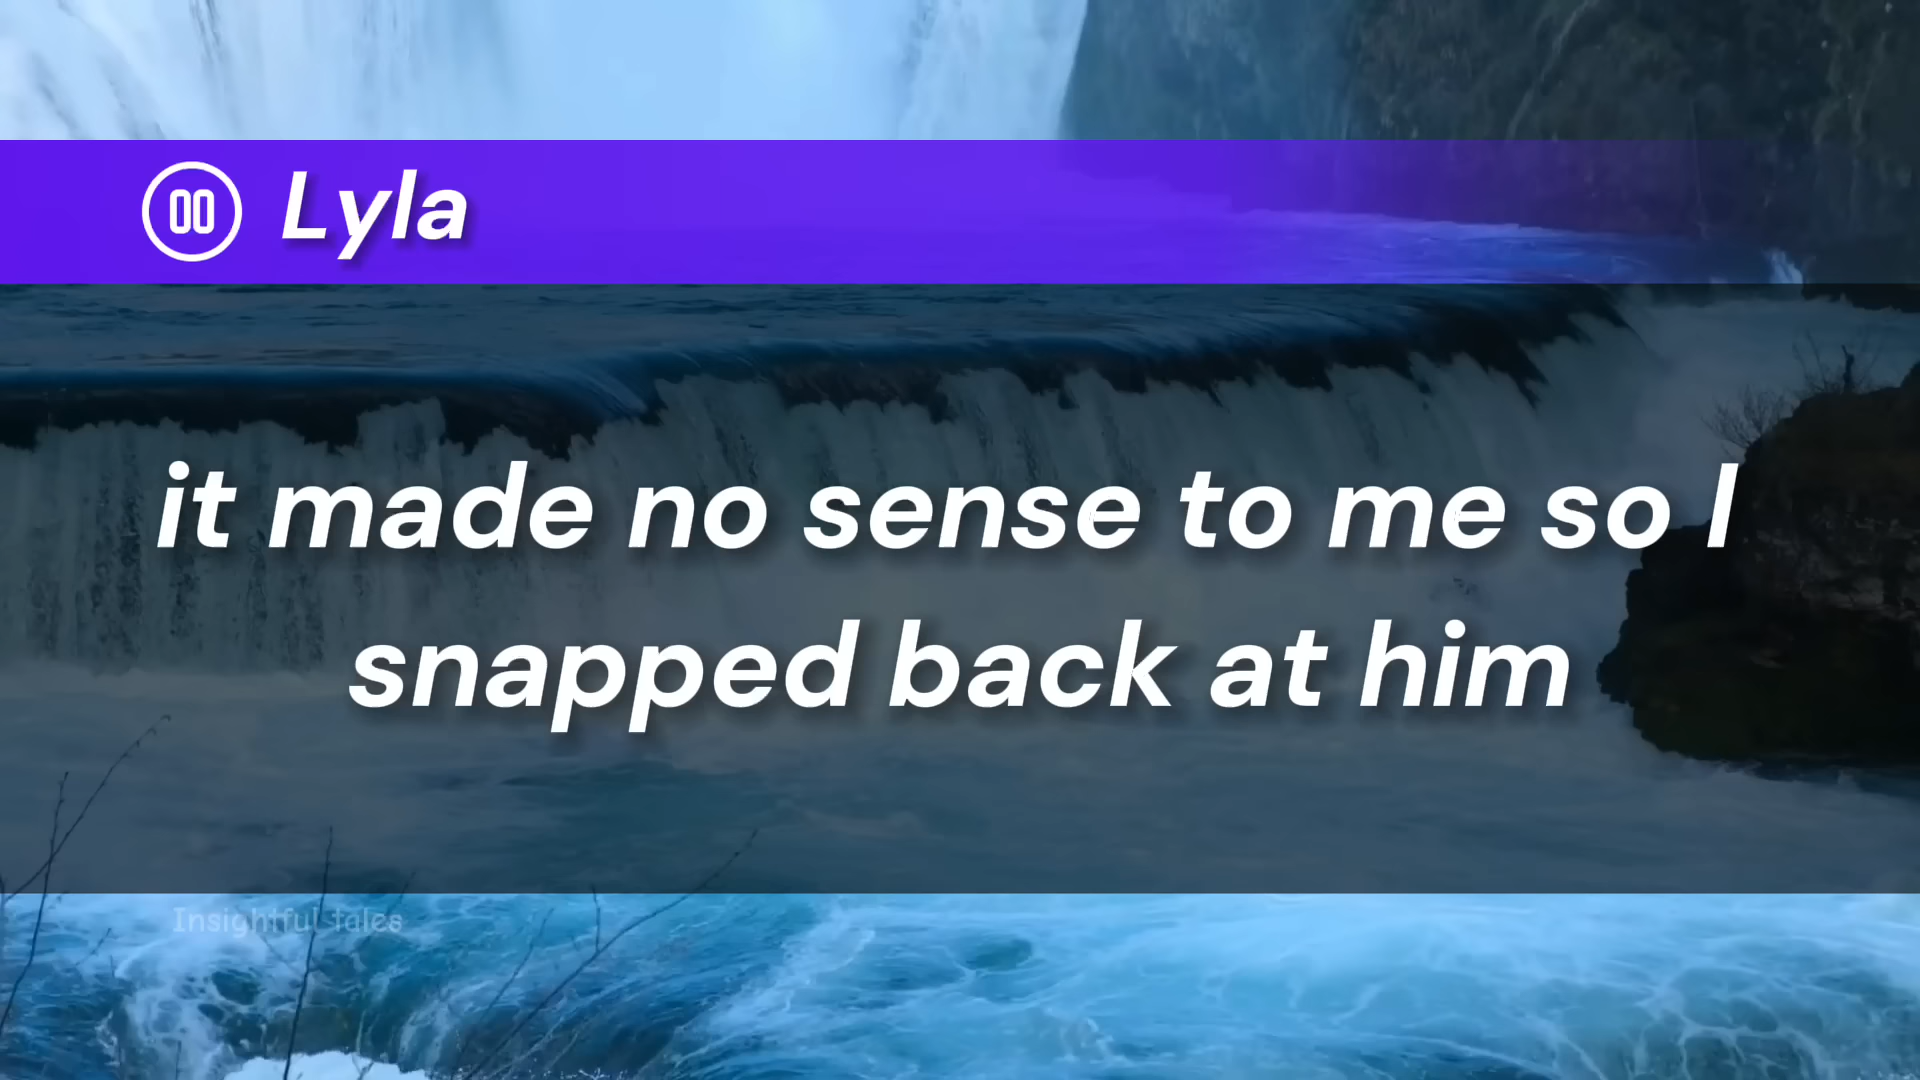 Lyla
it made no sense to me so I
snapped back at him
Insightful tales